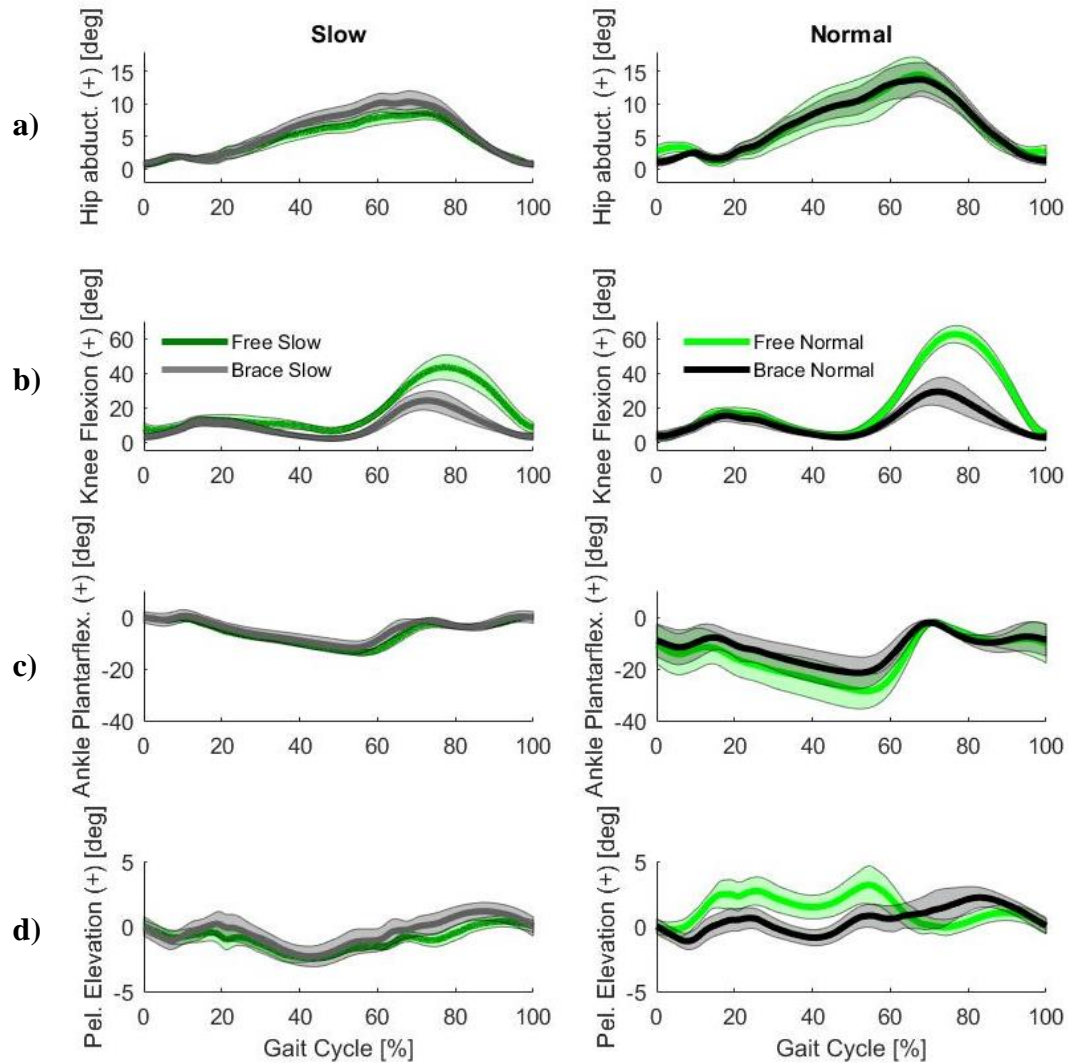 Slow
Normal
a)
Hip abduct. (+) [deg]
15
10
5
0
0 20 40 60 80 100
Hip abduct. (+) [deg]
15
10
5
0
0 20 40 60 80 100
b)
Knee Flexion (+) [deg]
60
40
20
0
Free Slow
Brace Slow
0 20 40 60 80 100
Knee Flexion (+) [deg]
60
40
20
0
Free Normal
Brace Normal
0 20 40 60 80 100
c)
Ankle Plantarflex. (+) [deg]
0
-20
-40
0 20 40 60 80 100
Ankle Plantarflex. (+) [deg]
0
-20
-40
0 20 40 60 80 100
d)
Pel. Elevation (+) [deg]
5
0
-5
0 20 40 60 80 100
Gait Cycle [%]
Pel. Elevation (+) [deg]
5
0
-5
0 20 40 60 80 100
Gait Cycle [%]